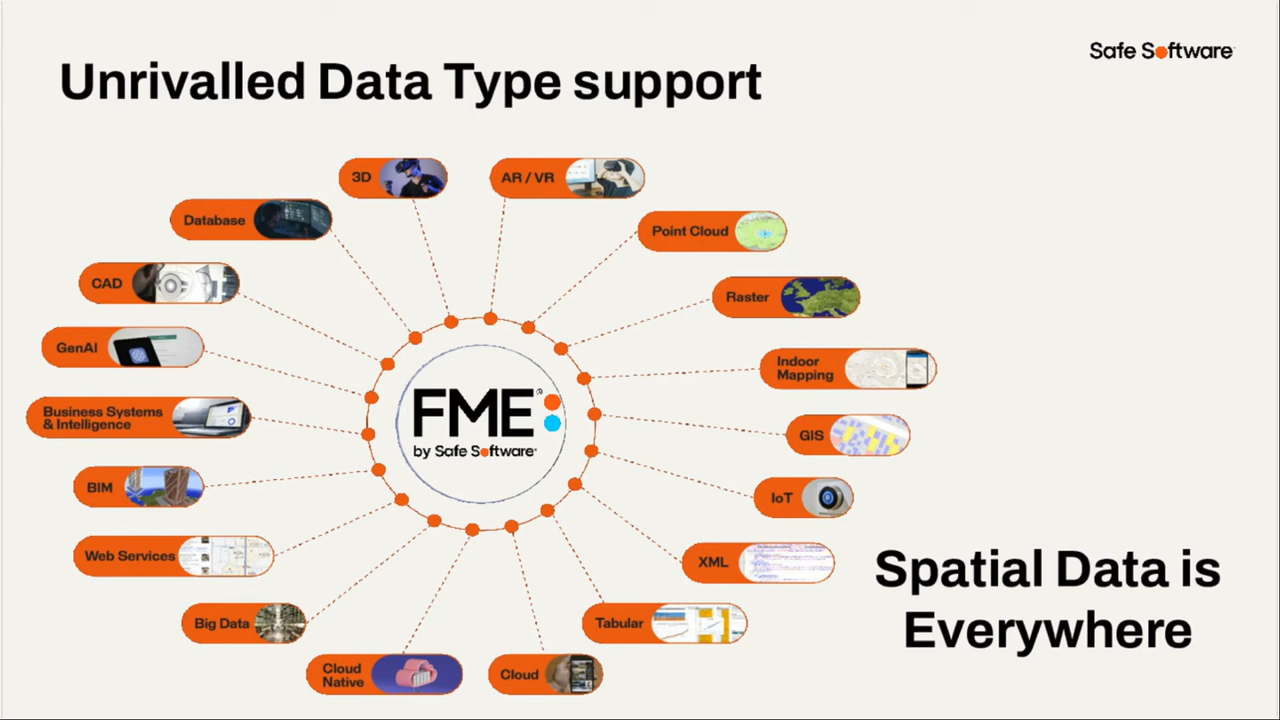 Safe Software
Unrivalled Data Type support
3D
AR / VR
Database
Point Cloud
CAD
Raster
GenAI
Indoor
Mapping
Business Systems
& Intelligence
FME
by Safe Software
GIS
BIM
IoT
Web Services
XML
Spatial Data is
Everywhere
Big Data
Tabular
Cloud
Native
Cloud